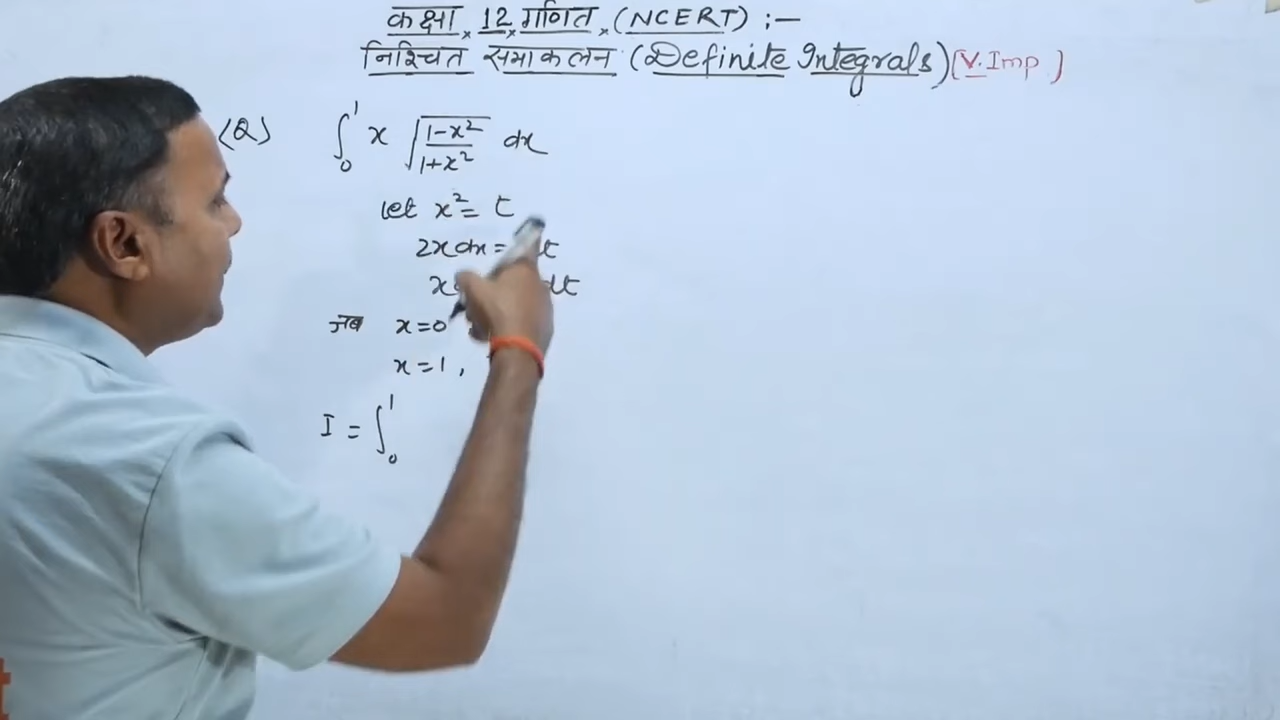 कक्षा × 12 × गणित × (NCERT) :—
निश्चित समाकलन (Definite Integrals) (V. Imp)
(Q) ∫₀¹ x √((1-x²)/(1+x²)) dx
let x² = t
2x dx = t
x dt
जब x=0
x=1,
I = ∫₀¹